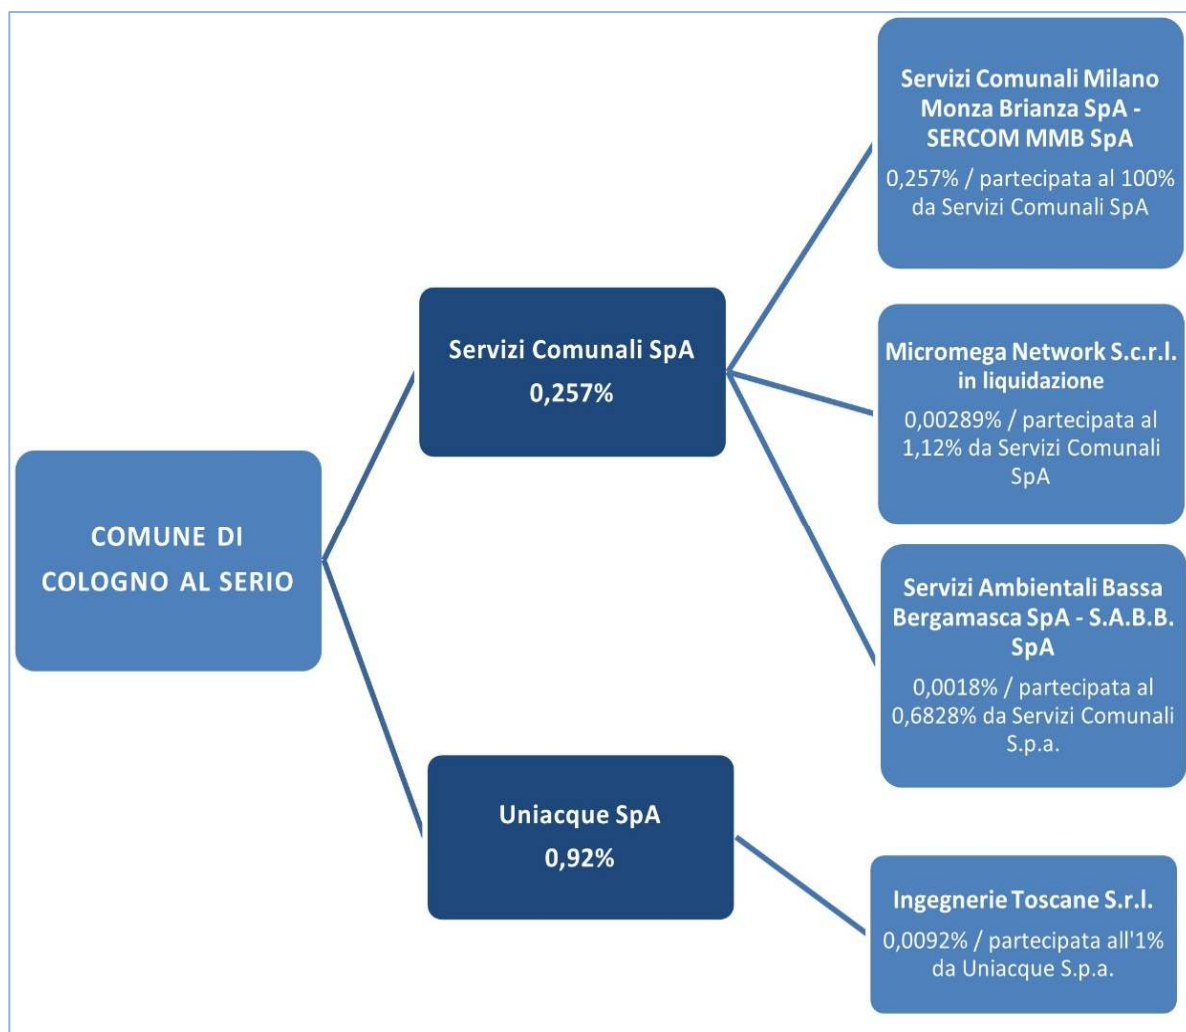 COMUNE DI
COLOGNO AL SERIO
Servizi Comunali SpA
0,257%
Uniacque SpA
0,92%
Servizi Comunali Milano
Monza Brianza SpA -
SERCOM MMB SpA
0,257% / partecipata al 100%
da Servizi Comunali SpA
Micromega Network S.c.r.l.
in liquidazione
0,00289% / partecipata al
1,12% da Servizi Comunali
SpA
Servizi Ambientali Bassa
Bergamasca SpA - S.A.B.B.
SpA
0,0018% / partecipata al
0,6828% da Servizi Comunali
S.p.a.
Ingegnerie Toscane S.r.l.
0,0092% / partecipata all'1%
da Uniacque S.p.a.